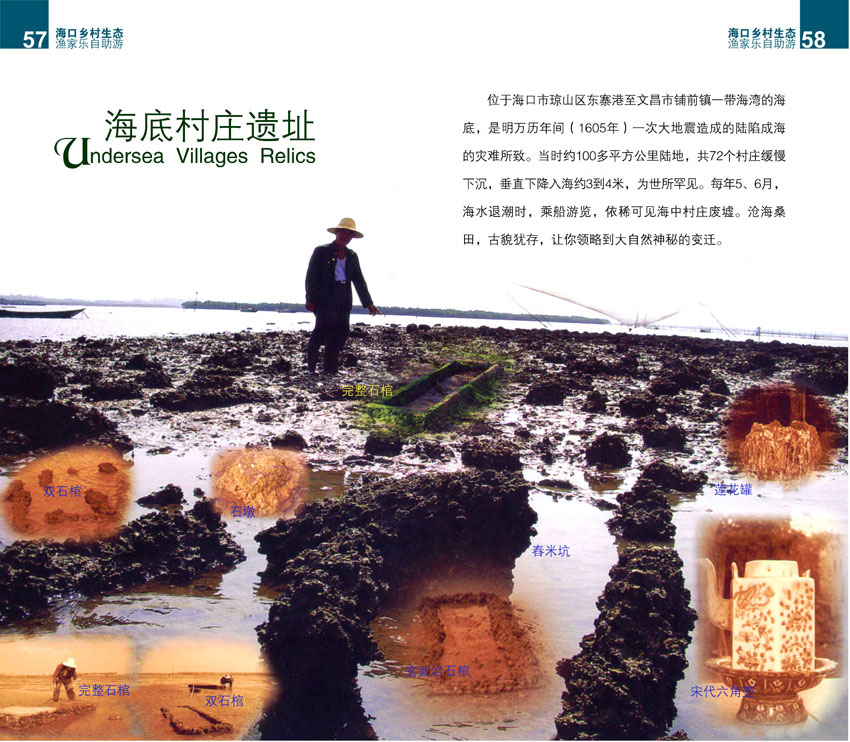 57
海口乡村生态
渔家乐自助游
海口乡村生态
渔家乐自助游
58
海底村庄遗址
Undersea Villages Relics
位于海口市琼山区东寨港至文昌市铺前镇一带海湾的海
底，是明万历年间（1605年）一次大地震造成的陆陷成海
的灾难所致。当时约100多平方公里陆地，共72个村庄缓慢
下沉，垂直下降入海约3到4米，为世所罕见。每年5、6月，
海水退潮时，乘船游览，依稀可见海中村庄废墟。沧海桑
田，古貌犹存，让你领略到大自然神秘的变迁。
完整石棺
双石棺
石墩
莲花罐
舂米坑
完整石棺
双石棺
石棺
宋代六角